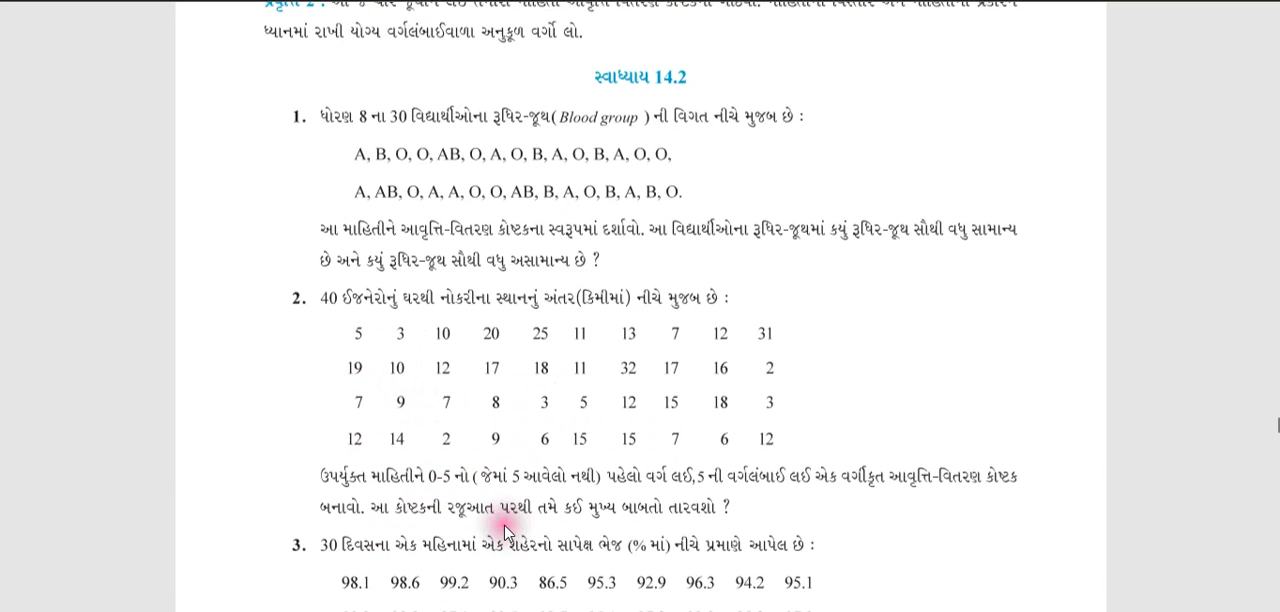 ધ્યાનમાં રાખી યોગ્ય વર્ગલંબાઈવાળા અનુકૂળ વર્ગો લો.
સ્વાધ્યાય 14.2
1. ધોરણ 8 ના 30 વિદ્યાર્થીઓના રૂધિર-જૂથ( Blood group ) ની વિગત નીચે મુજબ છે :
A, B, O, O, AB, O, A, O, B, A, O, B, A, O, O,
A, AB, O, A, A, O, O, AB, B, A, O, B, A, B, O.
આ માહિતીને આવૃત્તિ-વિતરણ કોષ્ટકના સ્વરૂપમાં દર્શાવો. આ વિદ્યાર્થીઓના રૂધિર-જૂથમાં કયું રૂધિર-જૂથ સૌથી વધુ સામાન્ય
છે અને કયું રૂધિર-જૂથ સૌથી વધુ અસામાન્ય છે ?
2. 40 ઈજનેરોનું ઘરથી નોકરીના સ્થાનનું અંતર(કિમીમાં) નીચે મુજબ છે :
5 3 10 20 25 11 13 7 12 31
19 10 12 17 18 11 32 17 16 2
7 9 7 8 3 5 12 15 18 3
12 14 2 9 6 15 15 7 6 12
ઉપર્યુક્ત માહિતીને 0-5 નો ( જેમાં 5 આવેલો નથી) પહેલો વર્ગ લઈ,5 ની વર્ગલંબાઈ લઈ એક વર્ગીકૃત આવૃત્તિ-વિતરણ કોષ્ટક
બનાવો. આ કોષ્ટકની રજૂઆત પરથી તમે કઈ મુખ્ય બાબતો તારવશો ?
3. 30 દિવસના એક મહિનામાં એક શહેરનો સાપેક્ષ ભેજ (% માં) નીચે પ્રમાણે આપેલ છે :
98.1 98.6 99.2 90.3 86.5 95.3 92.9 96.3 94.2 95.1